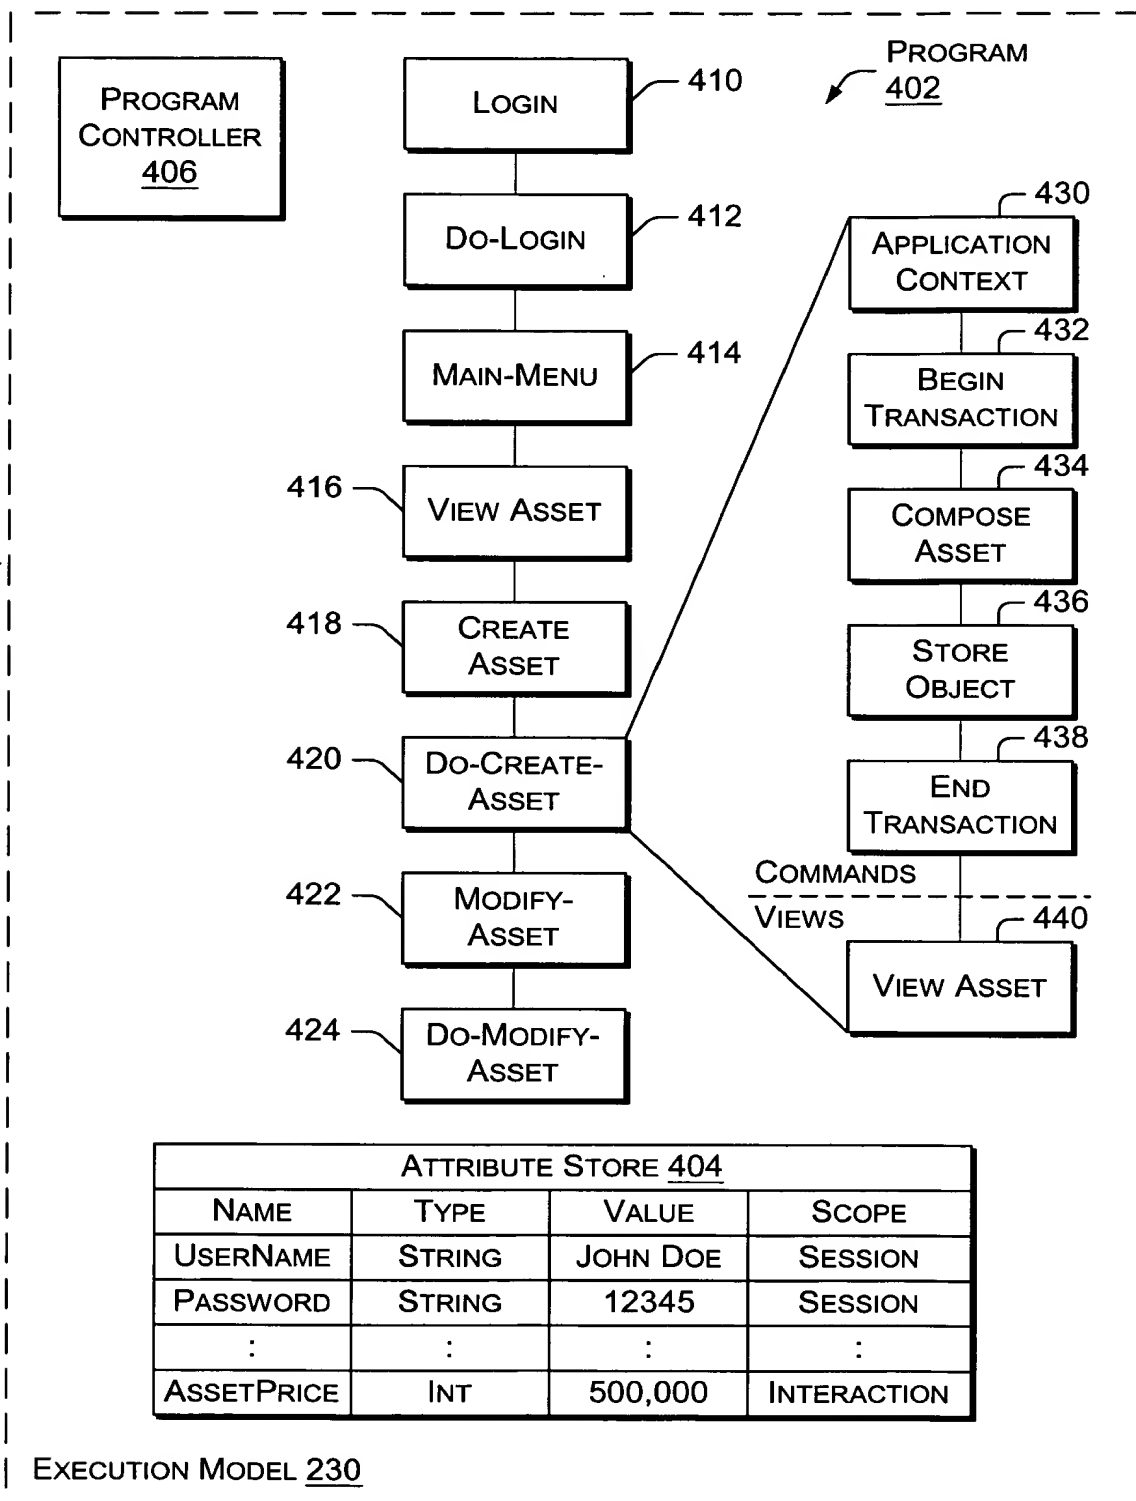 PROGRAM
CONTROLLER
406
PROGRAM
402
LOGIN
410
DO-LOGIN
412
MAIN-MENU
414
416
VIEW ASSET
418
CREATE
ASSET
420
DO-CREATE-
ASSET
422
MODIFY-
ASSET
424
DO-MODIFY-
ASSET
430
APPLICATION
CONTEXT
432
BEGIN
TRANSACTION
434
COMPOSE
ASSET
436
STORE
OBJECT
438
END
TRANSACTION
COMMANDS
VIEWS
440
VIEW ASSET
ATTRIBUTE STORE 404
NAME TYPE VALUE SCOPE
USERNAME STRING JOHN DOE SESSION
PASSWORD STRING 12345 SESSION
: : : :
ASSETPRICE INT 500,000 INTERACTION
EXECUTION MODEL 230